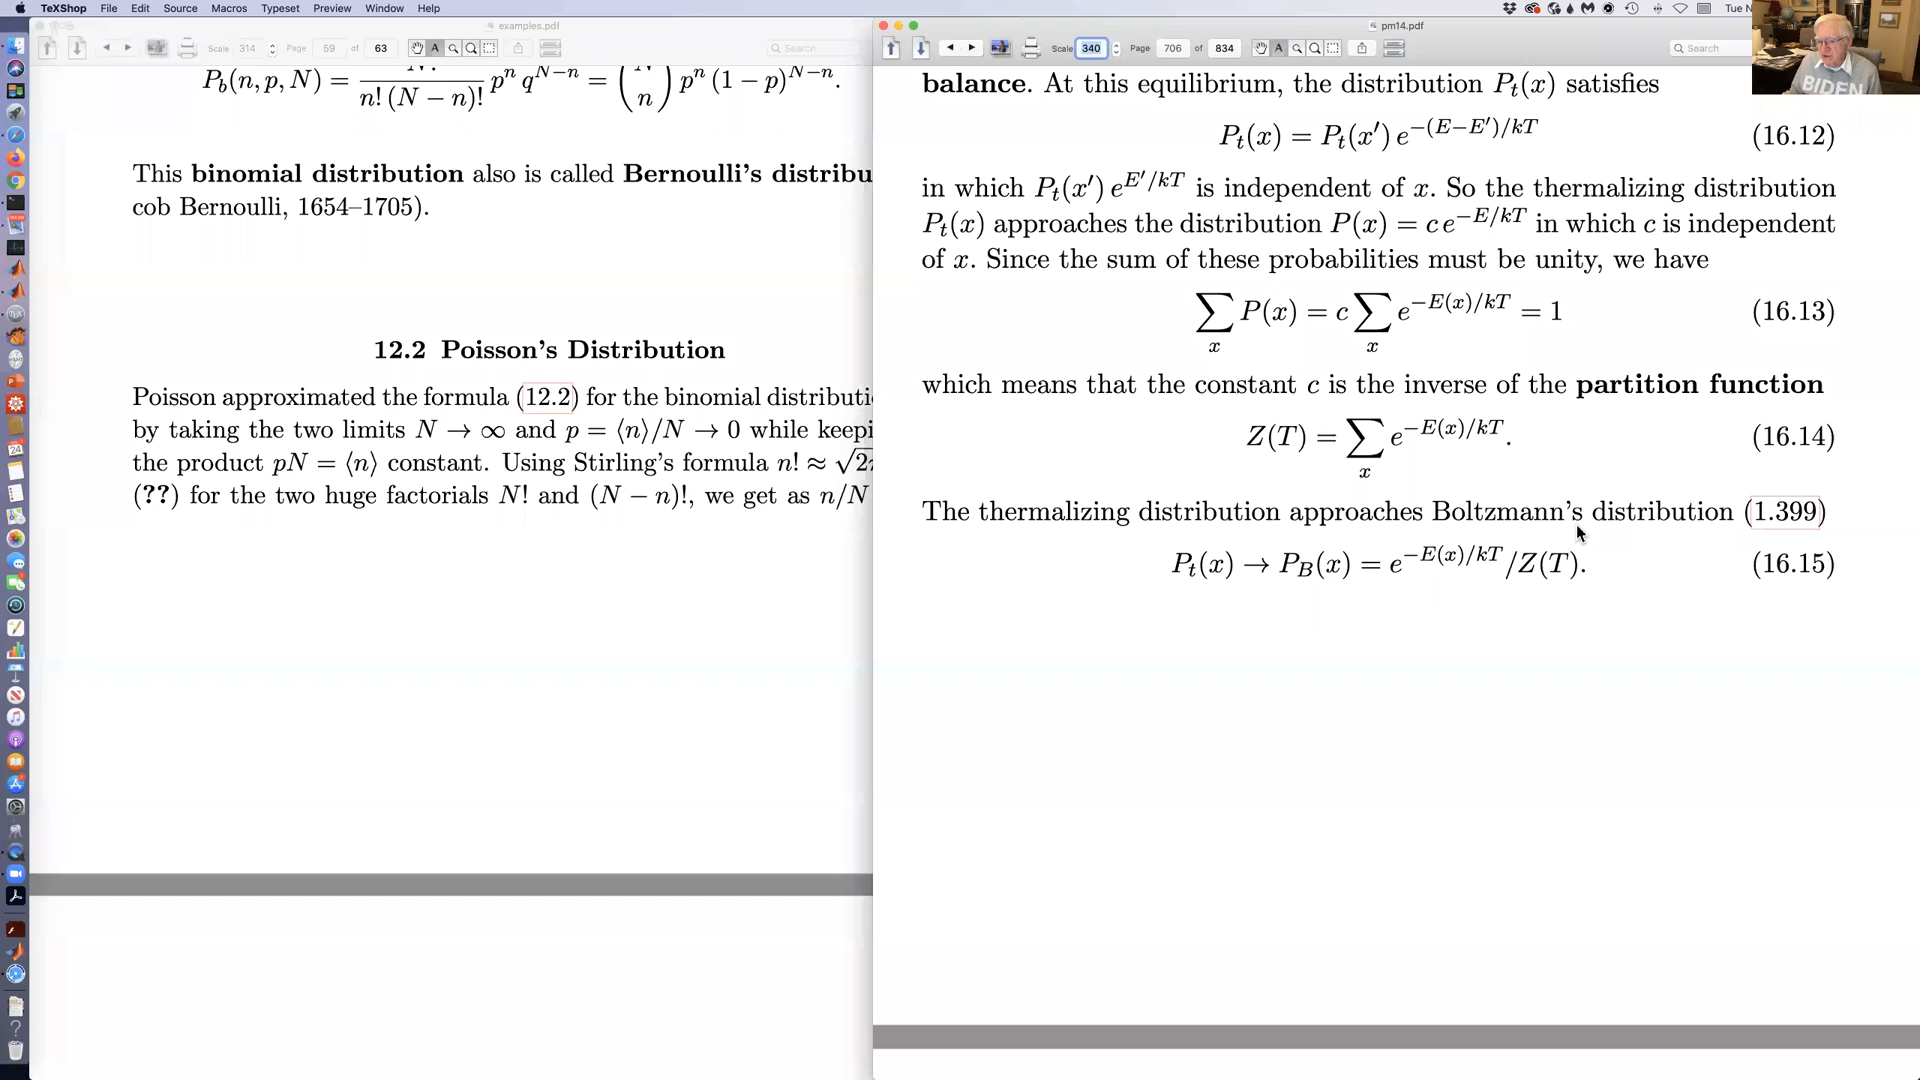 TeXShop File Edit Source Macros Typeset Preview Window Help Tue
examples.pdf
Scale 314 Page 59 of 63 Search
P_b(n, p, N) = N! / n! (N − n)! p^n q^{N−n} = (N n) p^n (1 − p)^{N−n}.
This binomial distribution also is called Bernoulli's distribu
cob Bernoulli, 1654–1705).
12.2 Poisson's Distribution
Poisson approximated the formula (12.2) for the binomial distributi
by taking the two limits N → ∞ and p = ⟨n⟩/N → 0 while keepi
the product pN = ⟨n⟩ constant. Using Stirling's formula n! ≈ √2
(??) for the two huge factorials N! and (N − n)!, we get as n/N
pm14.pdf
Scale 340 Page 706 of 834 Search
BIDEN
balance. At this equilibrium, the distribution P_t(x) satisfies
P_t(x) = P_t(x′) e^{−(E−E′)/kT} (16.12)
in which P_t(x′) e^{E′/kT} is independent of x. So the thermalizing distribution
P_t(x) approaches the distribution P(x) = c e^{−E/kT} in which c is independent
of x. Since the sum of these probabilities must be unity, we have
∑_x P(x) = c ∑_x e^{−E(x)/kT} = 1 (16.13)
which means that the constant c is the inverse of the partition function
Z(T) = ∑_x e^{−E(x)/kT}. (16.14)
The thermalizing distribution approaches Boltzmann's distribution (1.399)
P_t(x) → P_B(x) = e^{−E(x)/kT}/Z(T). (16.15)